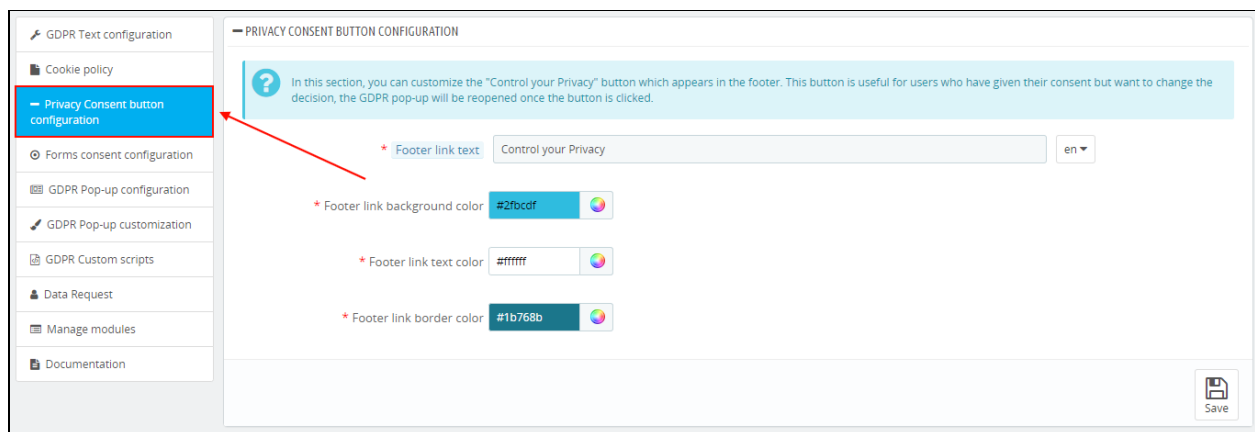 GDPR Text configuration
Cookie policy
Privacy Consent button
configuration
Forms consent configuration
GDPR Pop-up configuration
GDPR Pop-up customization
GDPR Custom scripts
Data Request
Manage modules
Documentation
PRIVACY CONSENT BUTTON CONFIGURATION
In this section, you can customize the "Control your Privacy" button which appears in the footer. This button is useful for users who have given their consent but want to change the
decision, the GDPR pop-up will be reopened once the button is clicked.
* Footer link text Control your Privacy en
* Footer link background color #2fbcdf
* Footer link text color #ffffff
* Footer link border color #1b768b
Save